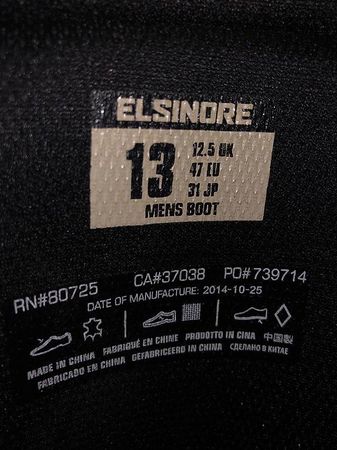 ELSINORE
13
12.5 UK
47 EU
31 JP
MENS BOOT
RN#80725 CA#37038 PO#739714
DATE OF MANUFACTURE: 2014-10-25
MADE IN CHINA FABRIQUÉ EN CHINE PRODOTTO IN CINA 中国製
FABRICADO EN CHINA GEFABRICEERD IN CHINA СДЕЛАНО В КИТАЕ